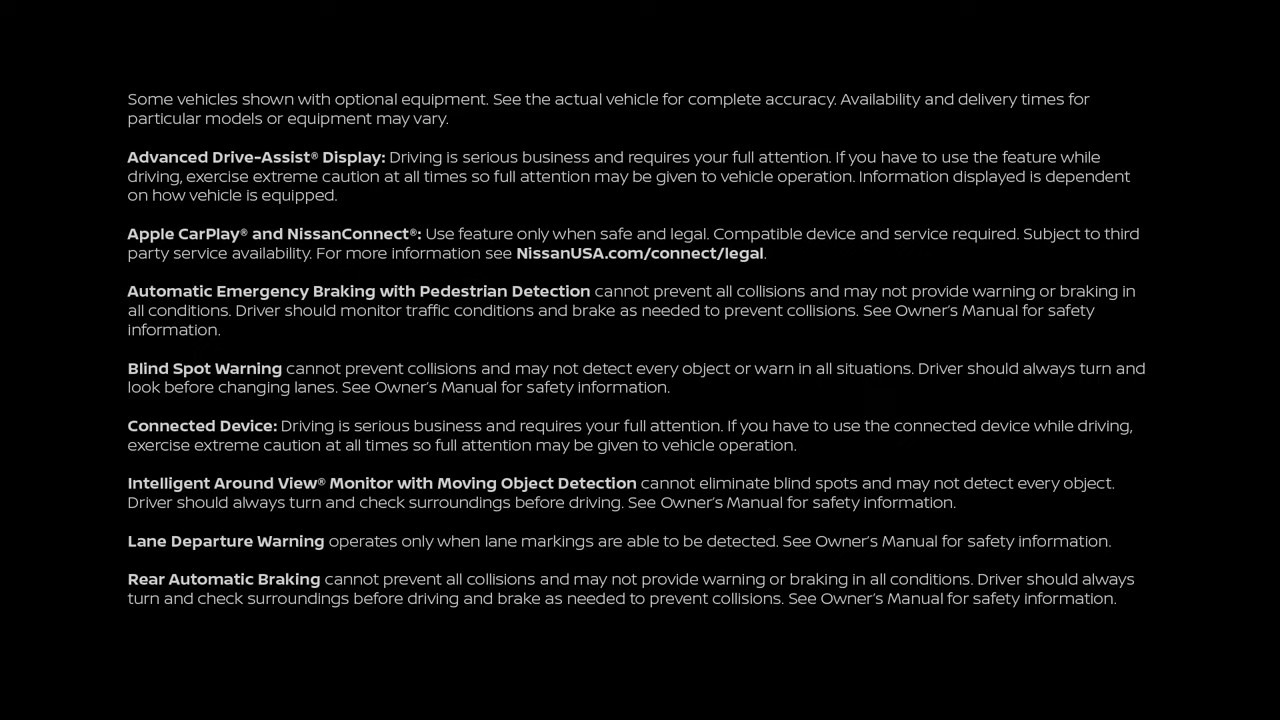 Some vehicles shown with optional equipment. See the actual vehicle for complete accuracy. Availability and delivery times for
particular models or equipment may vary.
Advanced Drive-Assist® Display: Driving is serious business and requires your full attention. If you have to use the feature while
driving, exercise extreme caution at all times so full attention may be given to vehicle operation. Information displayed is dependent
on how vehicle is equipped.
Apple CarPlay® and NissanConnect®: Use feature only when safe and legal. Compatible device and service required. Subject to third
party service availability. For more information see NissanUSA.com/connect/legal.
Automatic Emergency Braking with Pedestrian Detection cannot prevent all collisions and may not provide warning or braking in
all conditions. Driver should monitor traffic conditions and brake as needed to prevent collisions. See Owner's Manual for safety
information.
Blind Spot Warning cannot prevent collisions and may not detect every object or warn in all situations. Driver should always turn and
look before changing lanes. See Owner's Manual for safety information.
Connected Device: Driving is serious business and requires your full attention. If you have to use the connected device while driving,
exercise extreme caution at all times so full attention may be given to vehicle operation.
Intelligent Around View® Monitor with Moving Object Detection cannot eliminate blind spots and may not detect every object.
Driver should always turn and check surroundings before driving. See Owner's Manual for safety information.
Lane Departure Warning operates only when lane markings are able to be detected. See Owner's Manual for safety information.
Rear Automatic Braking cannot prevent all collisions and may not provide warning or braking in all conditions. Driver should always
turn and check surroundings before driving and brake as needed to prevent collisions. See Owner's Manual for safety information.